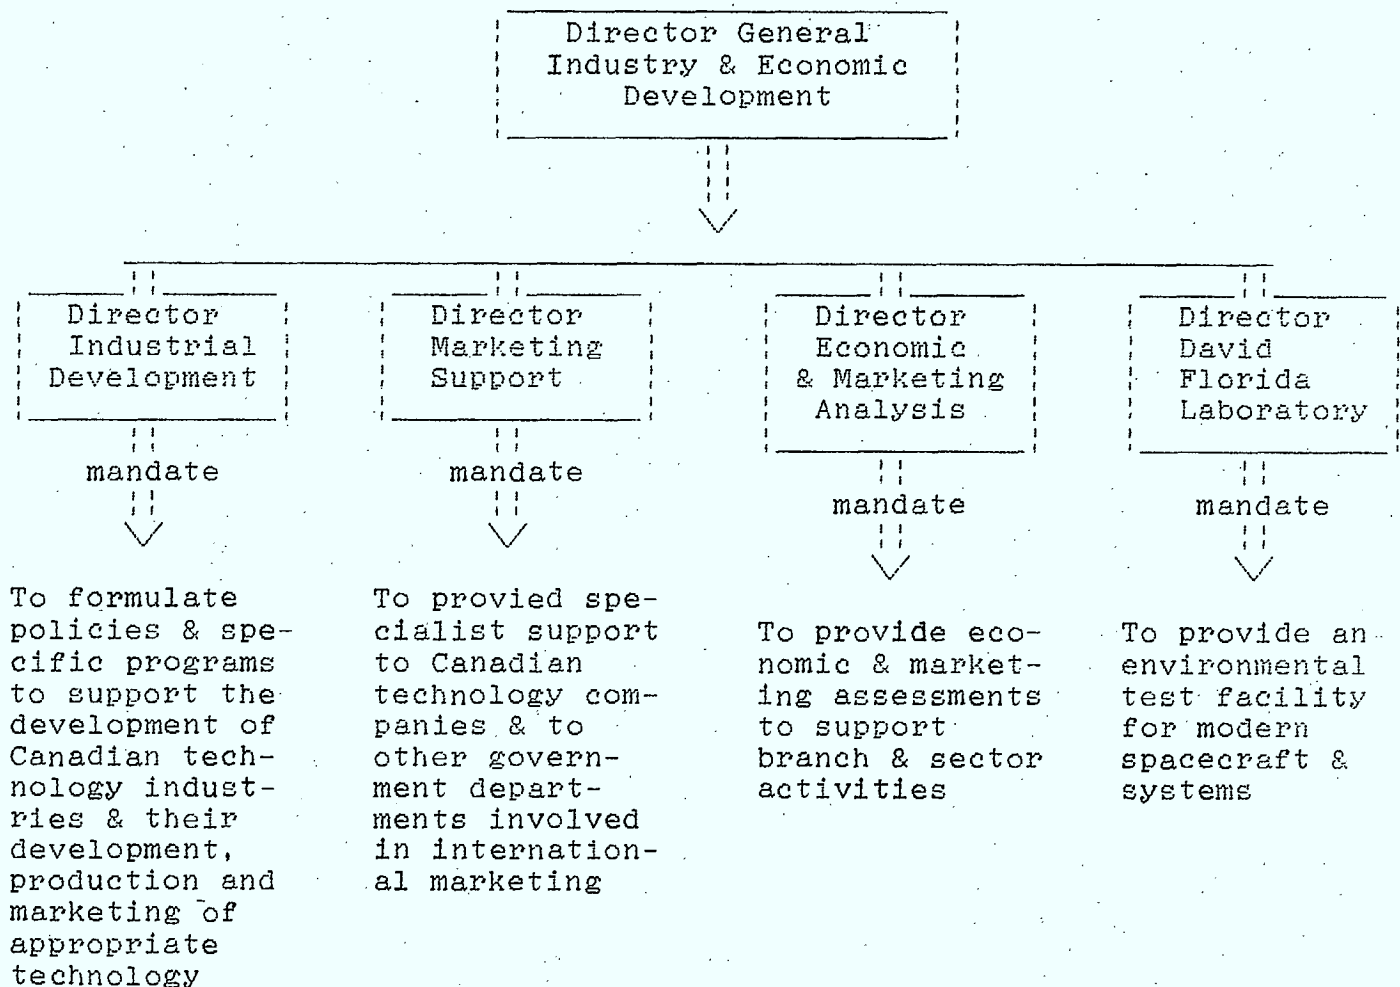 Director General
Industry & Economic
Development
Director
Industrial
Development
mandate
To formulate
policies & spe-
cific programs
to support the
development of
Canadian tech-
nology indust-
ries & their
development,
production and
marketing of
appropriate
technology
Director
Marketing
Support
mandate
To provied spe-
cialist support
to Canadian
technology com-
panies & to
other govern-
ment depart-
ments involved
in internation-
al marketing
Director
Economic
& Marketing
Analysis
mandate
To provide eco-
nomic & market-
ing assessments
to support
branch & sector
activities
Director
David
Florida
Laboratory
mandate
To provide an
environmental
test facility
for modern
spacecraft &
systems